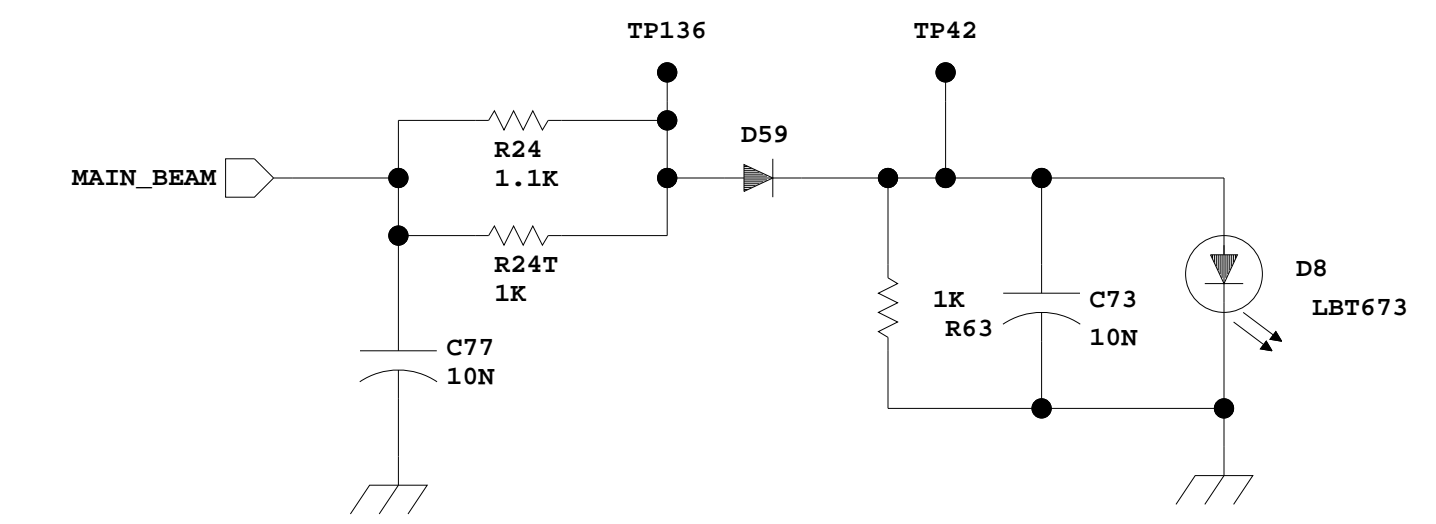 TP136
TP42
D59
MAIN_BEAM
R24
1.1K
R24T
1K
C77
10N
1K
R63
C73
10N
D8
LBT673